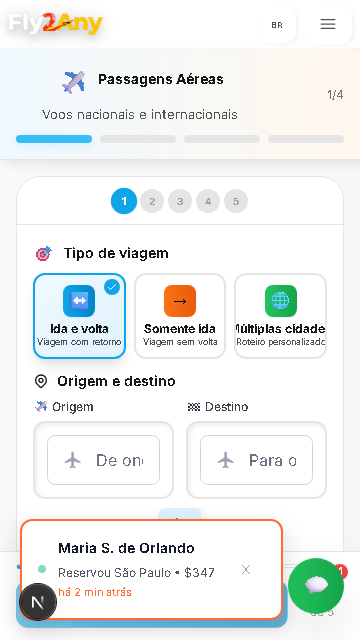 Fly2Any
BR
Passagens Aéreas
Voos nacionais e internacionais
1/4
1 2 3 4 5
Tipo de viagem
Ida e volta
Viagem com retorno
Somente ida
Viagem sem volta
últiplas cidade
Roteiro personalizado
Origem e destino
Origem
Destino
De on
Para o
Maria S. de Orlando
Reservou São Paulo • $347
há 2 min atrás
N
1
de 5